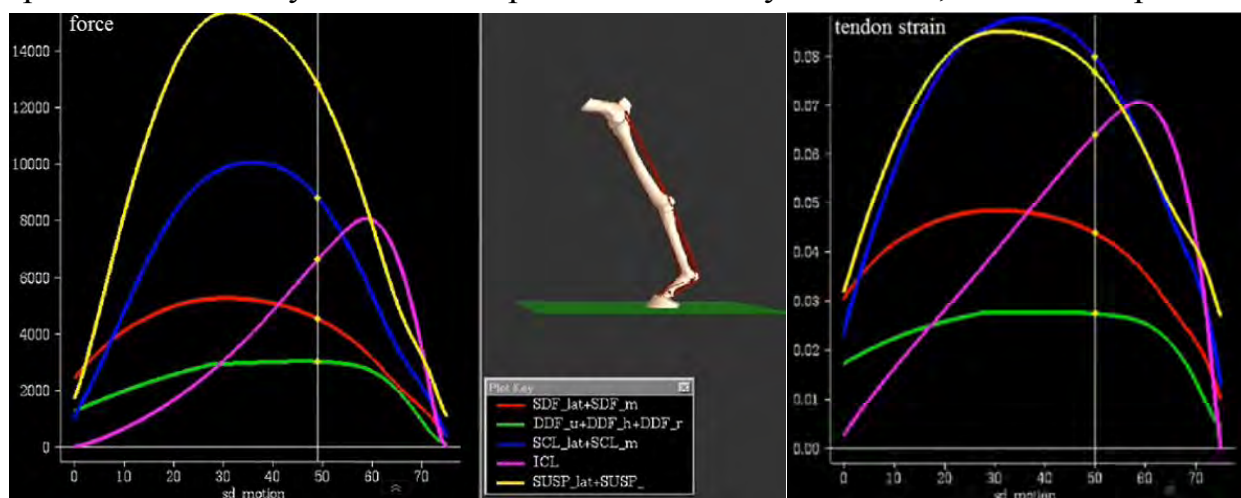 force
14000
12000
10000
8000
6000
4000
2000
0
0 10 20 30 40 50 60 70
sd_motion
Plot Key
SDF_lat+SDF_m
DDF_u+DDF_h+DDF_r
SCL_lat+SCL_m
ICL
SUSP_lat+SUSP_
tendon strain
0.08
0.07
0.06
0.05
0.04
0.03
0.02
0.01
0.00
0 10 20 30 40 50 60 70
sd_motion